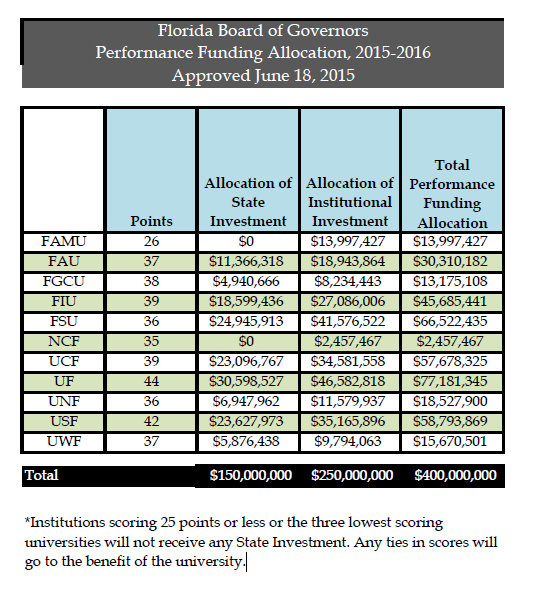 Florida Board of Governors
Performance Funding Allocation, 2015-2016
Approved June 18, 2015
Points Allocation of State Investment Allocation of Institutional Investment Total Performance Funding Allocation
FAMU 26 $0 $13,997,427 $13,997,427
FAU 37 $11,366,318 $18,943,864 $30,310,182
FGCU 38 $4,940,666 $8,234,443 $13,175,108
FIU 39 $18,599,436 $27,086,006 $45,685,441
FSU 36 $24,945,913 $41,576,522 $66,522,435
NCF 35 $0 $2,457,467 $2,457,467
UCF 39 $23,096,767 $34,581,558 $57,678,325
UF 44 $30,598,527 $46,582,818 $77,181,345
UNF 36 $6,947,962 $11,579,937 $18,527,900
USF 42 $23,627,973 $35,165,896 $58,793,869
UWF 37 $5,876,438 $9,794,063 $15,670,501
Total $150,000,000 $250,000,000 $400,000,000
*Institutions scoring 25 points or less or the three lowest scoring
universities will not receive any State Investment. Any ties in scores will
go to the benefit of the university.